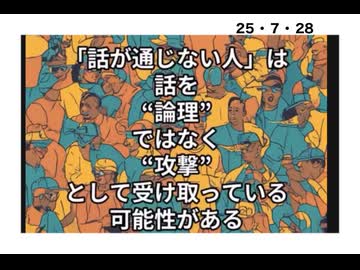 25・7・28
「話が通じない人」は
話を
“論理”
ではなく
“攻撃”
として受け取っている
可能性がある